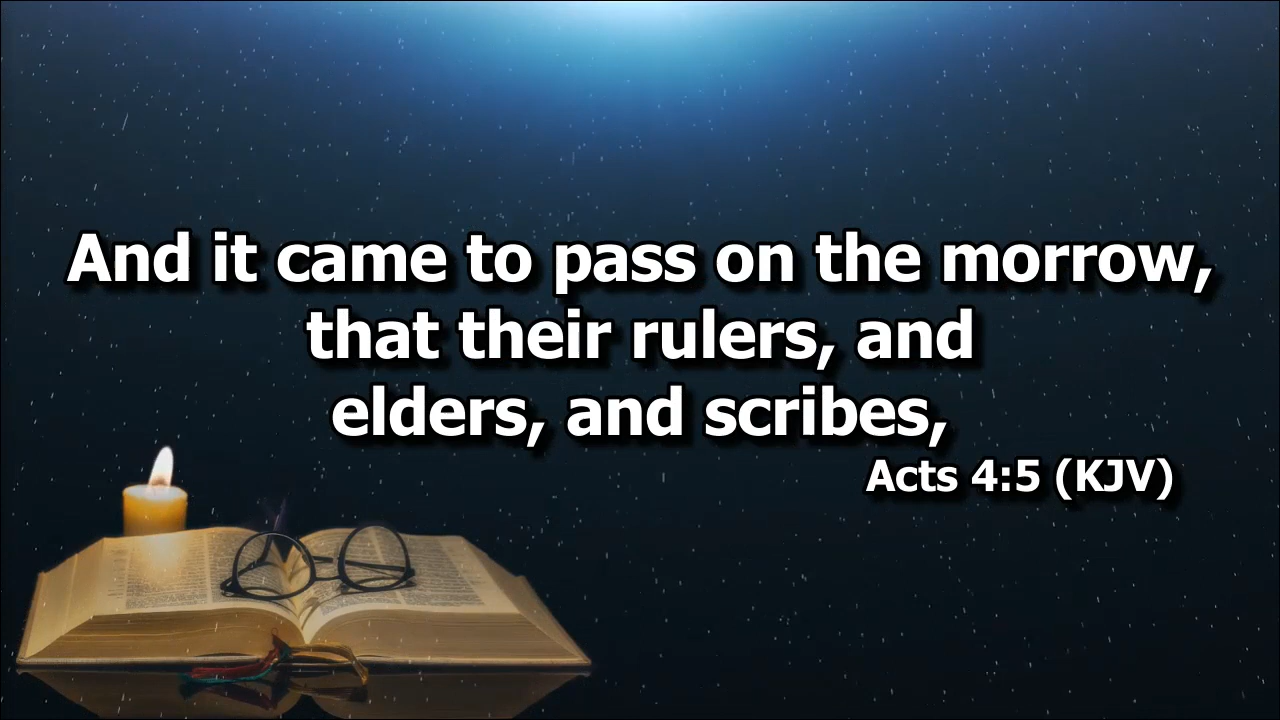 And it came to pass on the morrow,
that their rulers, and
elders, and scribes,
Acts 4:5 (KJV)